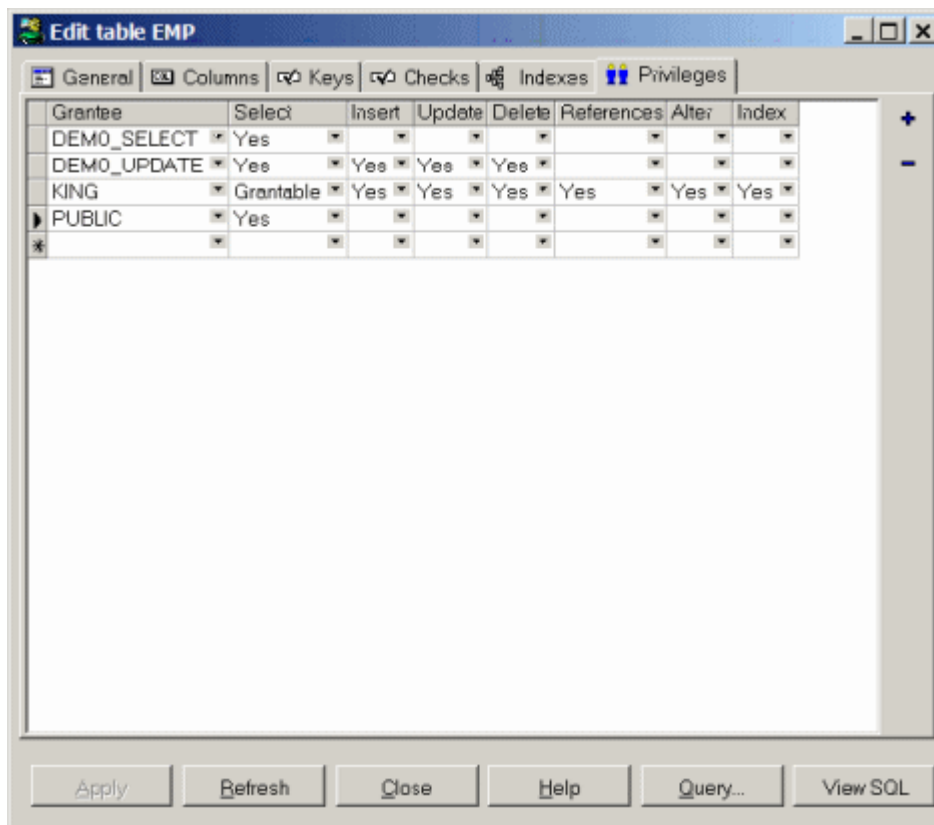 Edit table EMP
General Columns Keys Checks Indexes Privileges
Grantee Select Insert Update Delete References Alter Index
DEMO_SELECT Yes
DEMO_UPDATE Yes Yes Yes Yes
KING Grantable Yes Yes Yes Yes Yes Yes
PUBLIC Yes
Apply Refresh Close Help Query... View SQL